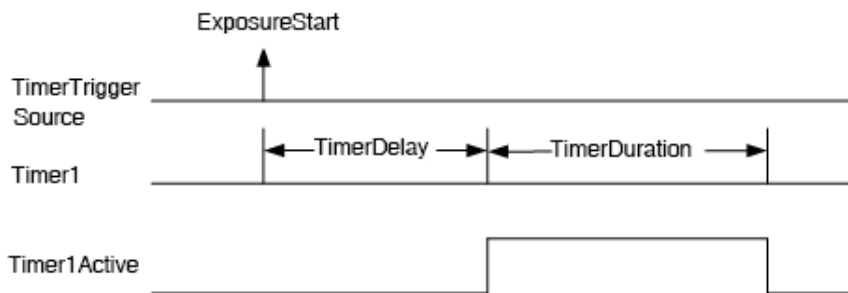 ExposureStart
TimerTrigger
Source
TimerDelay
TimerDuration
Timer1
Timer1Active